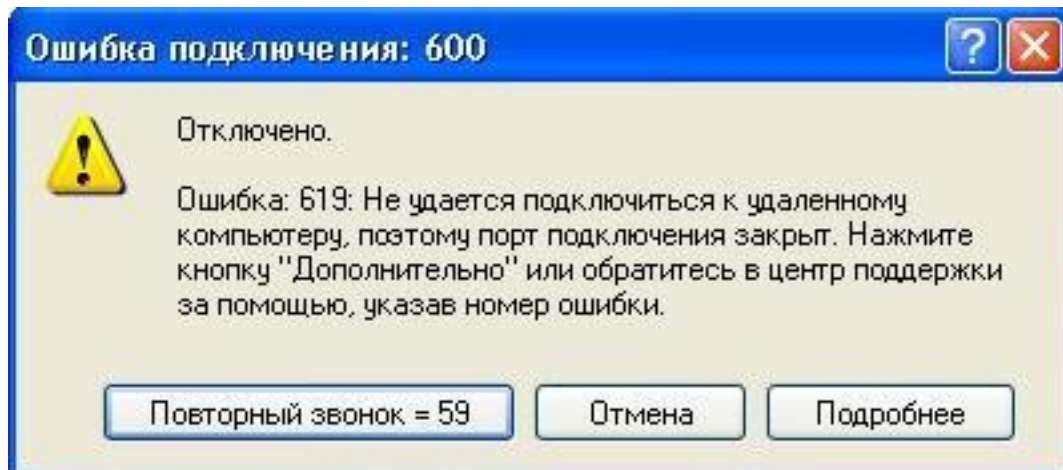 Ошибка подключения: 600
Отключено.
Ошибка: 619: Не удается подключиться к удаленному
компьютеру, поэтому порт подключения закрыт. Нажмите
кнопку "Дополнительно" или обратитесь в центр поддержки
за помощью, указав номер ошибки.
Повторный звонок = 59 Отмена Подробнее